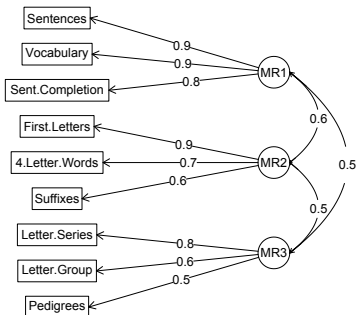 Sentences
Vocabulary
Sent.Completion
First.Letters
4.Letter.Words
Suffixes
Letter.Series
Letter.Group
Pedigrees
MR1
MR2
MR3
0.9
0.9
0.8
0.9
0.7
0.6
0.8
0.6
0.5
0.6
0.5
0.5